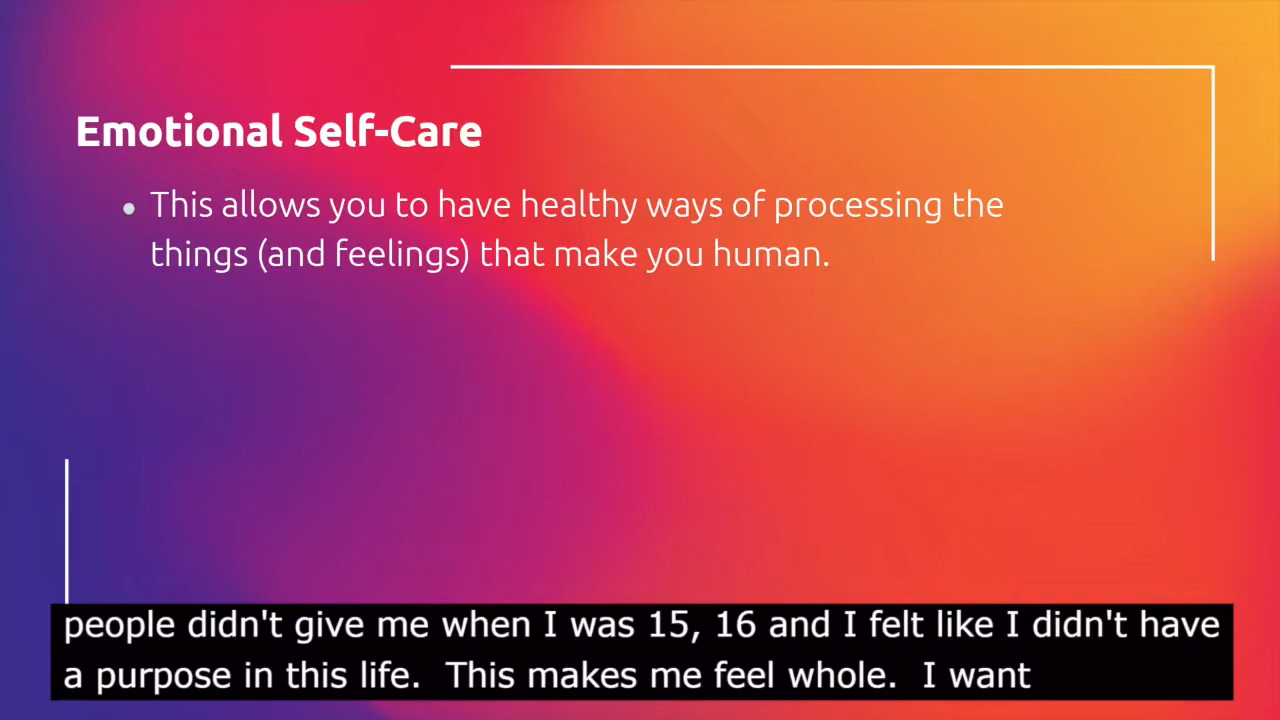 Emotional Self-Care
• This allows you to have healthy ways of processing the
things (and feelings) that make you human.
people didn't give me when I was 15, 16 and I felt like I didn't have
a purpose in this life.  This makes me feel whole.  I want